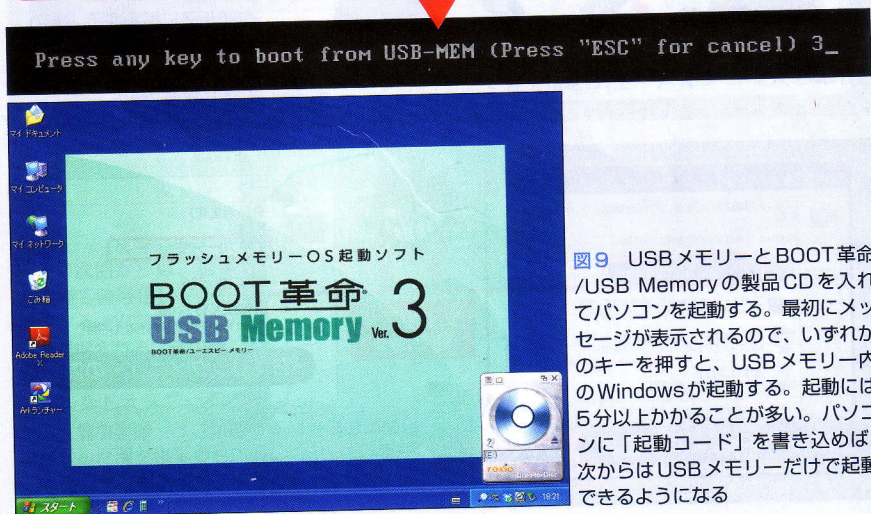 Press any key to boot from USB-MEM (Press "ESC" for cancel) 3_
マイ ドキュメント
マイ コンピュータ
マイ ネットワーク
ごみ箱
Adobe Reader
Arkランチャー
フラッシュメモリーOS起動ソフト
BOOT革命
USB Memory Ver.3
BOOT革命/ユーエスビー メモリー
(E:)
roxio
スタート
18:21
図9 USBメモリーとBOOT革命
/USB Memoryの製品CDを入れ
てパソコンを起動する。最初にメッ
セージが表示されるので、いずれか
のキーを押すと、USBメモリー内
のWindowsが起動する。起動には
5分以上かかることが多い。パソコ
ンに「起動コード」を書き込めば
次からはUSBメモリーだけで起動
できるようになる